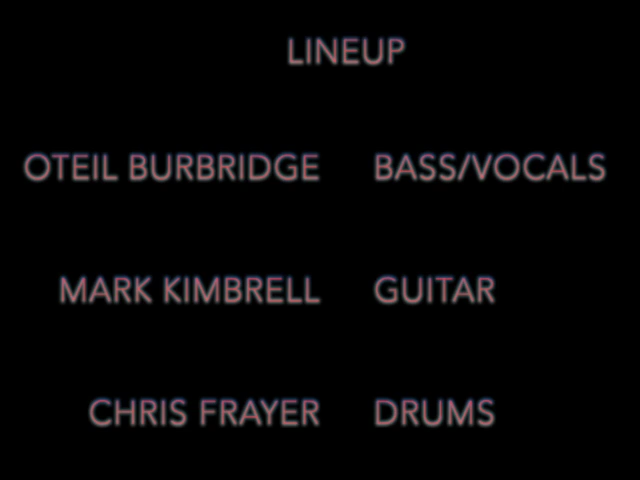 LINEUP
OTEIL BURBRIDGE BASS/VOCALS
MARK KIMBRELL GUITAR
CHRIS FRAYER DRUMS